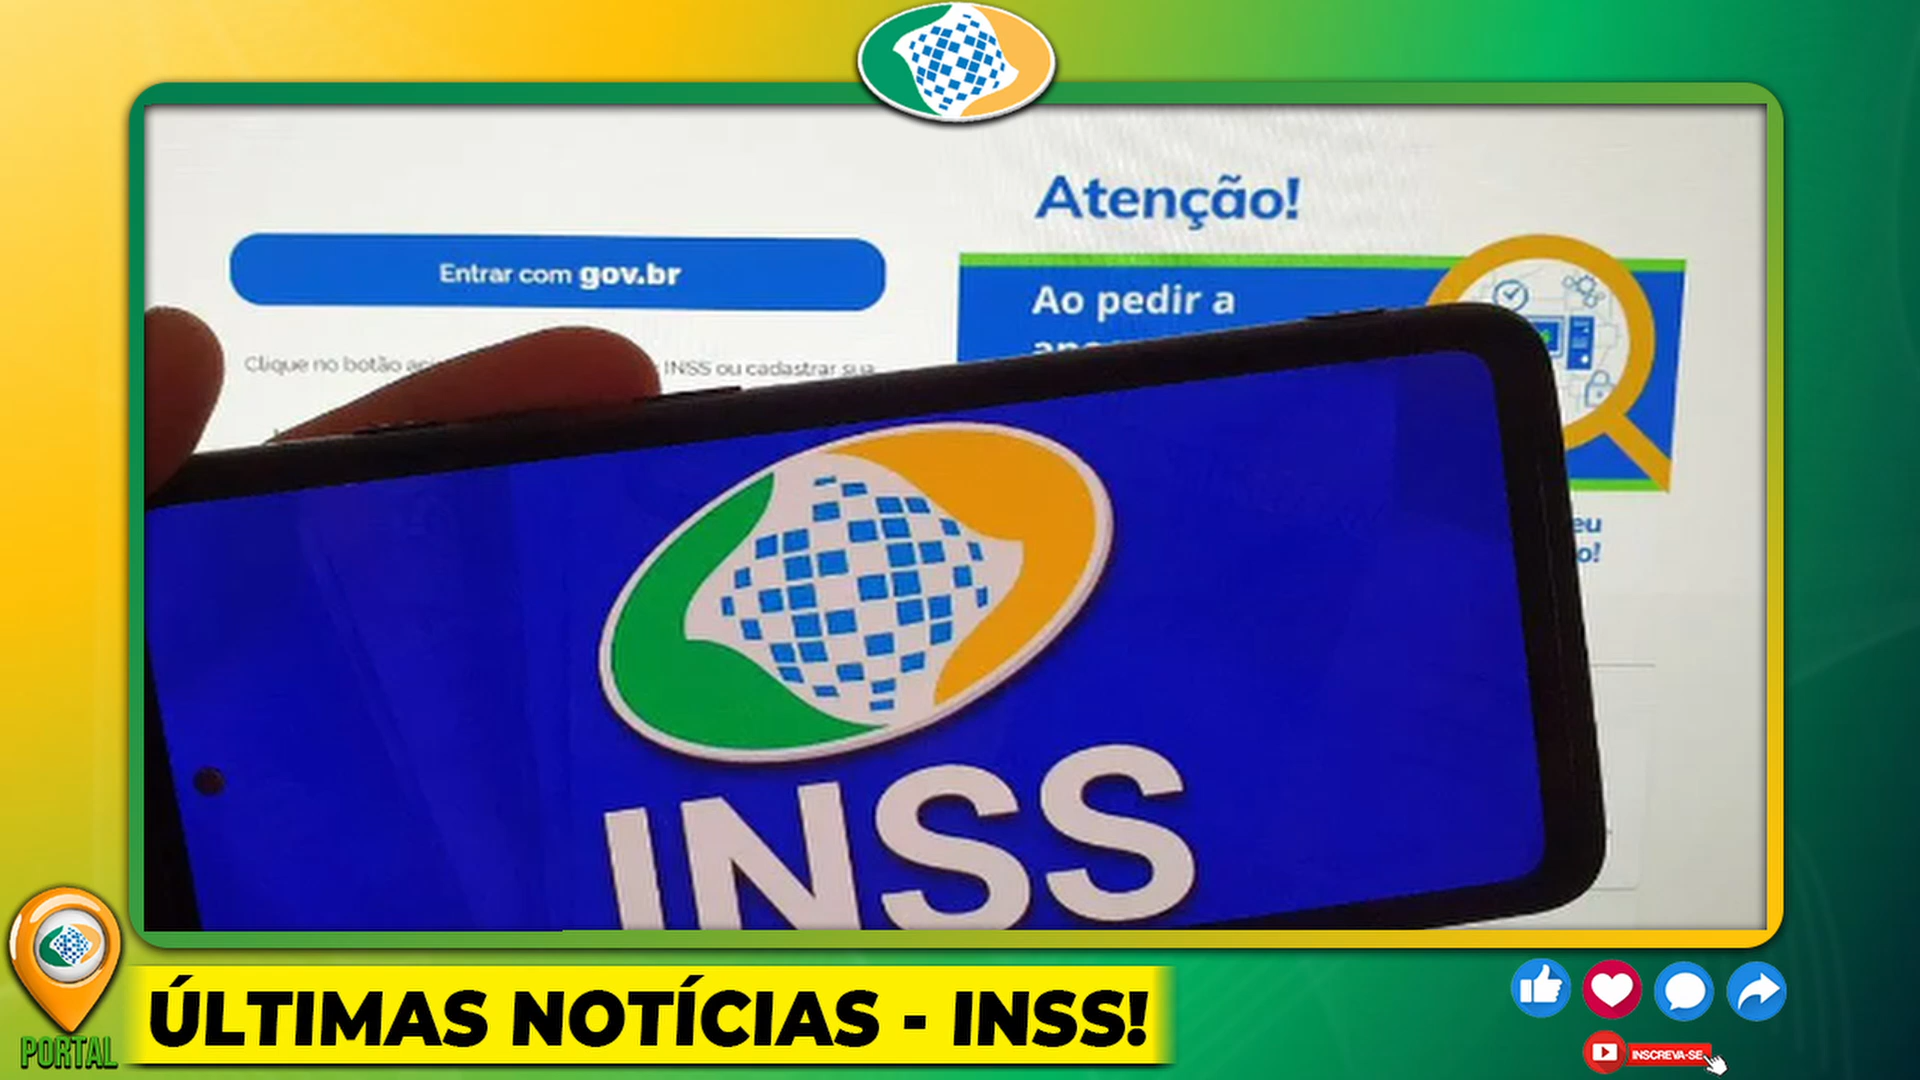 Atenção!
Entrar com gov.br
Ao pedir a
Clique no botão
INSS ou cadastrar sua
INSS
ÚLTIMAS NOTÍCIAS - INSS!
PORTAL
INSCREVA-SE